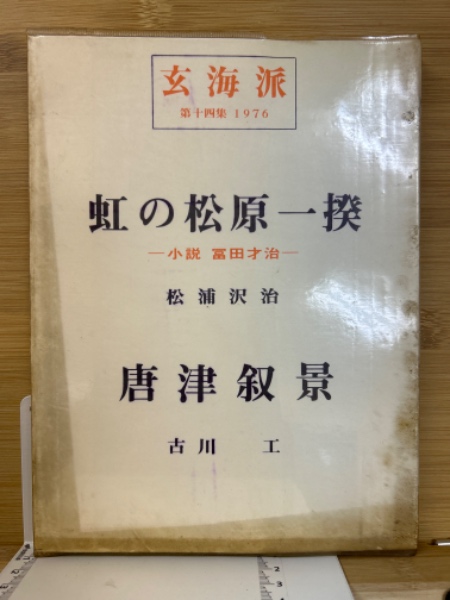 玄海派
第十四集 1976
虹の松原一揆
―小説 冨田才治―
松浦沢治
唐津叙景
古川 工